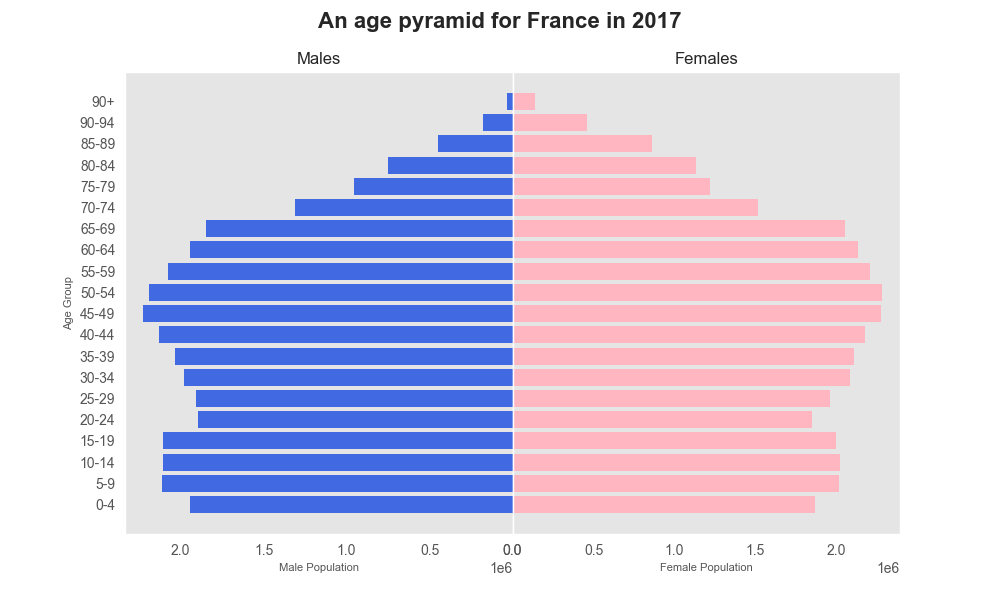 An age pyramid for France in 2017
Males
Females
90+
90-94
85-89
80-84
75-79
70-74
65-69
60-64
55-59
50-54
45-49
40-44
35-39
30-34
25-29
20-24
15-19
10-14
5-9
0-4
Age Group
2.0 1.5 1.0 0.5 0.0
0.0 0.5 1.0 1.5 2.0
Male Population
1e6
Female Population
1e6